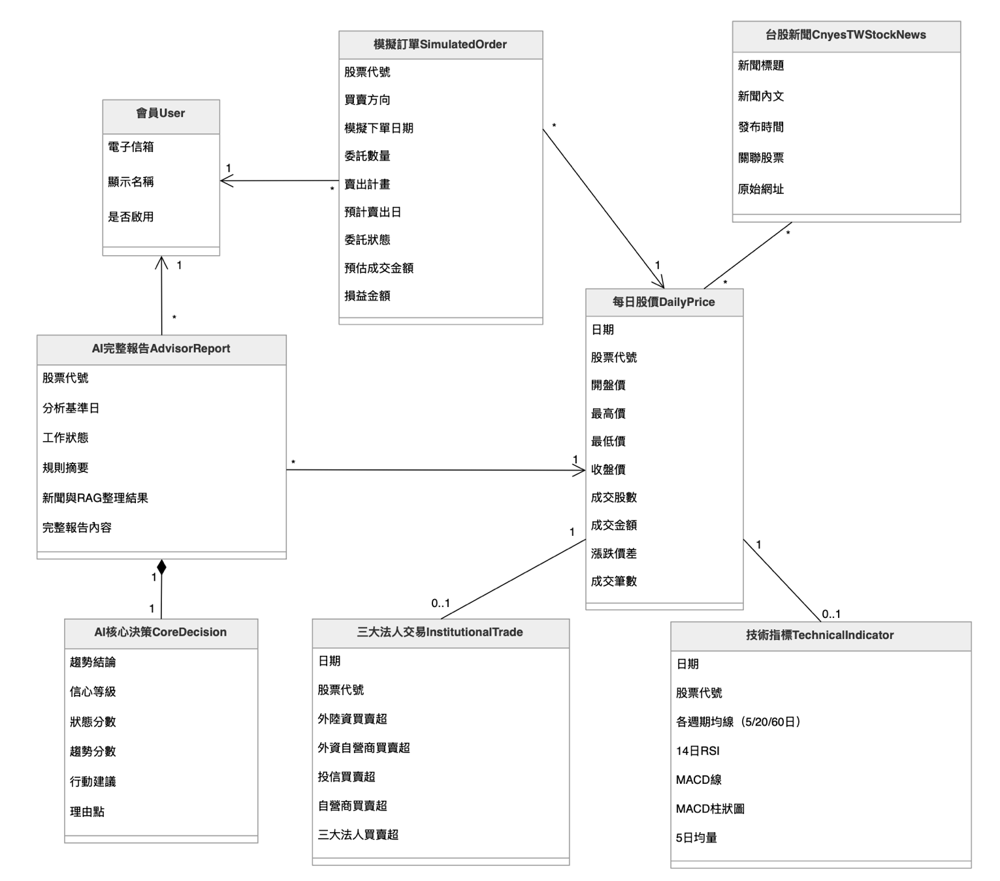 模擬訂單SimulatedOrder
股票代號
買賣方向
模擬下單日期
委託數量
賣出計畫
預計賣出日
委託狀態
預估成交金額
損益金額
台股新聞CnyesTWStockNews
新聞標題
新聞內文
發布時間
關聯股票
原始網址
會員User
電子信箱
顯示名稱
是否啟用
1
*
*
1
*
*
1
*
AI完整報告AdvisorReport
股票代號
分析基準日
工作狀態
規則摘要
新聞與RAG整理結果
完整報告內容
*
1
每日股價DailyPrice
日期
股票代號
開盤價
最高價
最低價
收盤價
成交股數
成交金額
漲跌價差
成交筆數
1
0..1
1
0..1
1
1
AI核心決策CoreDecision
趨勢結論
信心等級
狀態分數
趨勢分數
行動建議
理由點
三大法人交易InstitutionalTrade
日期
股票代號
外陸資買賣超
外資自營商買賣超
投信買賣超
自營商買賣超
三大法人買賣超
技術指標TechnicalIndicator
日期
股票代號
各週期均線（5/20/60日）
14日RSI
MACD線
MACD柱狀圖
5日均量